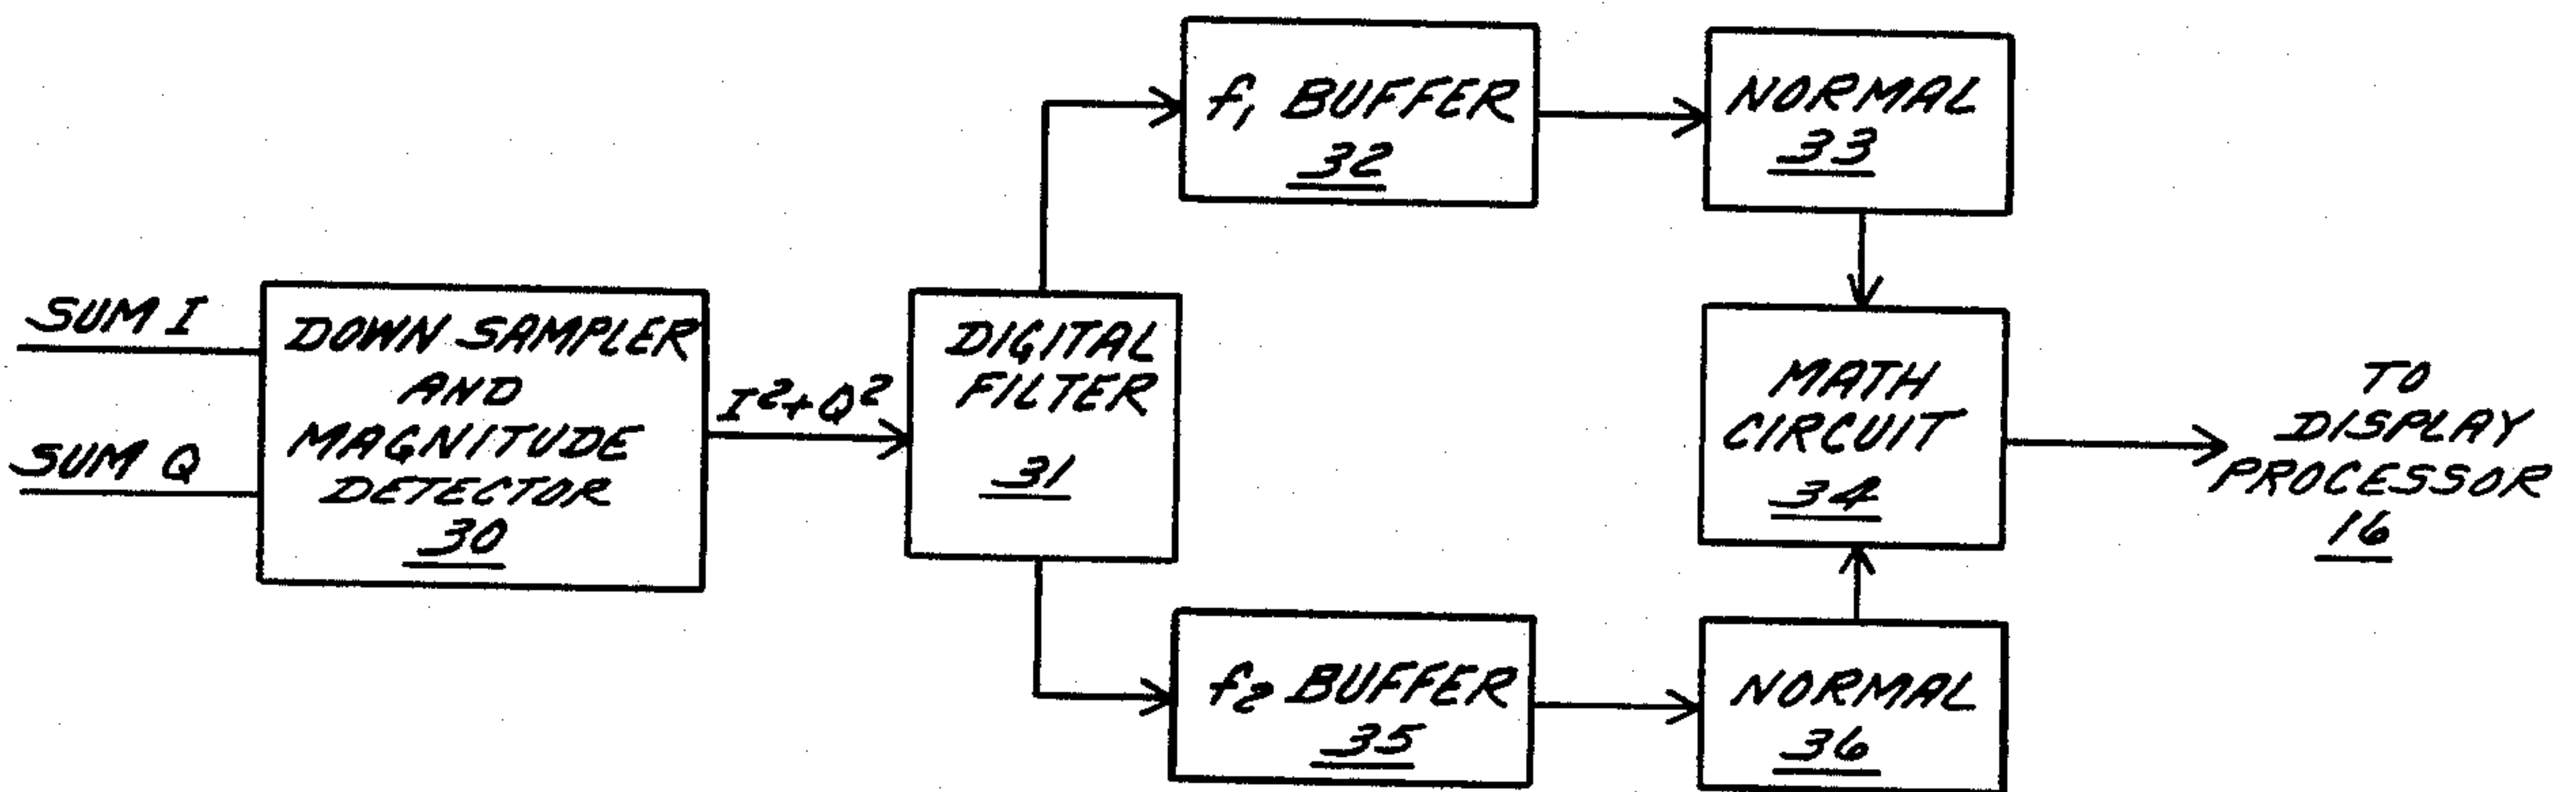 SUM I
SUM Q
DOWN SAMPLER
AND
MAGNITUDE
DETECTOR
30
I²+Q²
DIGITAL
FILTER
31
f₁ BUFFER
32
NORMAL
33
MATH
CIRCUIT
34
f₂ BUFFER
35
NORMAL
36
TO
DISPLAY
PROCESSOR
16